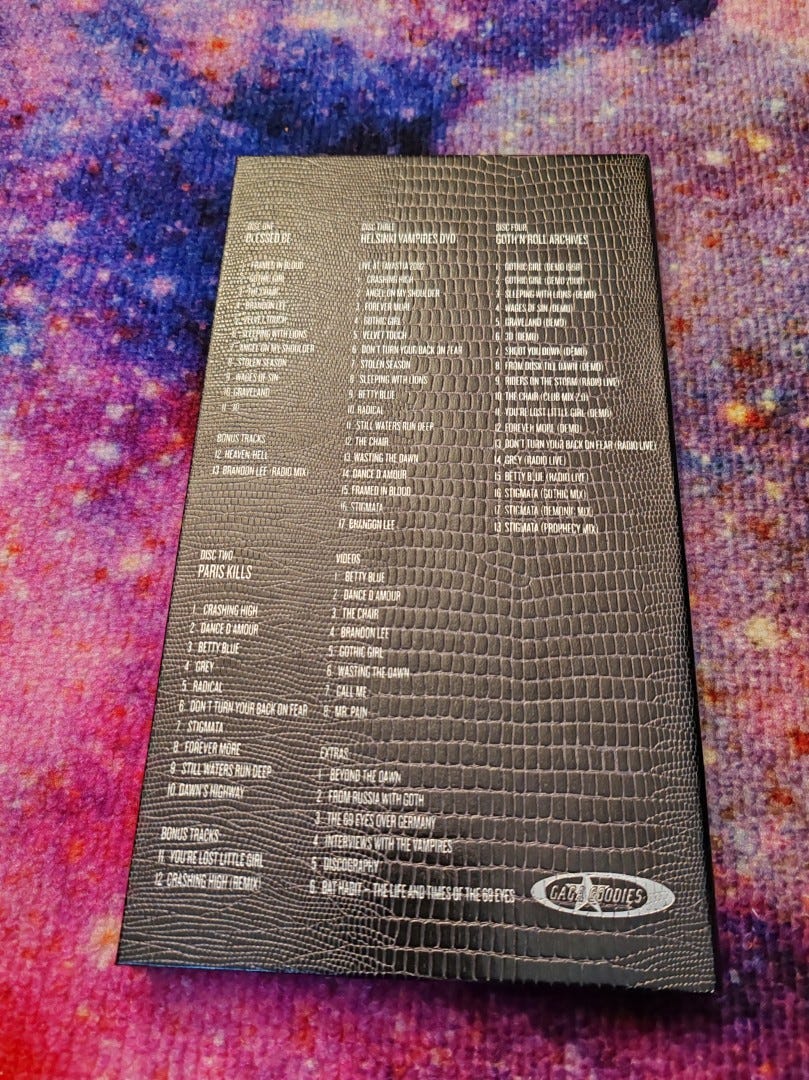 DISC ONE
BLESSED BE
FRAMED IN BLOOD
GOTHIC GIRL
THE CHAIR
BRANDON LEE
VELVET TOUCH
SLEEPING WITH LIONS
ANGEL ON MY SHOULDER
8 STOLEN SEASON
9 WAGES OF SIN
10. GRAVELAND
11 3D
BONUS TRACKS
12. HEAVEN/HELL
13. BRANDON LEE (RADIO MIX)
DISC TWO
PARIS KILLS
1. CRASHING HIGH
2 DANCE D'AMOUR
3 BETTY BLUE
4 GREY
5 RADICAL
6 DON'T TURN YOUR BACK ON FEAR
7 STIGMATA
8 FOREVER MORE
9 STILL WATERS RUN DEEP
10. DAWN'S HIGHWAY
BONUS TRACKS
11. YOU'RE LOST LITTLE GIRL
12 CRASHING HIGH (REMIX)
DISC THREE
HELSINKI VAMPIRES DVD
LIVE AT TAVASTIA 2002
CRASHING HIGH
ANGEL ON MY SHOULDER
3 FOREVER MORE
4 GOTHIC GIRL
5 VELVET TOUCH
6 DON'T TURN YOUR BACK ON FEAR
7 STOLEN SEASON
8 SLEEPING WITH LIONS
9 BETTY BLUE
10. RADICAL
11. STILL WATERS RUN DEEP
12. THE CHAIR
13. WASTING THE DAWN
14. DANCE D'AMOUR
15. FRAMED IN BLOOD
16. STIGMATA
17. BRANDON LEE
VIDEOS
1. BETTY BLUE
2 DANCE D'AMOUR
3 THE CHAIR
4 BRANDON LEE
5 GOTHIC GIRL
6 WASTING THE DAWN
7 CALL ME
8 MR. PAIN
EXTRAS
1 BEYOND THE DAWN
2 FROM RUSSIA WITH GOTH
3 THE 69 EYES OVER GERMANY
4 INTERVIEWS WITH THE VAMPIRES
5 DISCOGRAPHY
6 BAT HABIT - THE LIFE AND TIMES OF THE 69 EYES
DISC FOUR
GOTH'N'ROLL ARCHIVES
1. GOTHIC GIRL (DEMO 1998)
2 GOTHIC GIRL (DEMO 2000)
3 SLEEPING WITH LIONS (DEMO)
4 WAGES OF SIN (DEMO)
5 GRAVELAND (DEMO)
6 3D (DEMO)
7 SHOOT YOU DOWN (DEMO)
8 FROM DUSK TILL DAWN (DEMO)
9 RIDERS ON THE STORM (RADIO LIVE)
10. THE CHAIR (CLUB MIX 2.0)
11. YOU'RE LOST LITTLE GIRL (DEMO)
12. FOREVER MORE (DEMO)
13. DON'T TURN YOUR BACK ON FEAR (RADIO LIVE)
14. GREY (RADIO LIVE)
15. BETTY BLUE (RADIO LIVE)
16. STIGMATA (GOTHIC MIX)
17. STIGMATA (DEMONIC MIX)
18. STIGMATA (PROPHECY MIX)
GAGA GOODIES